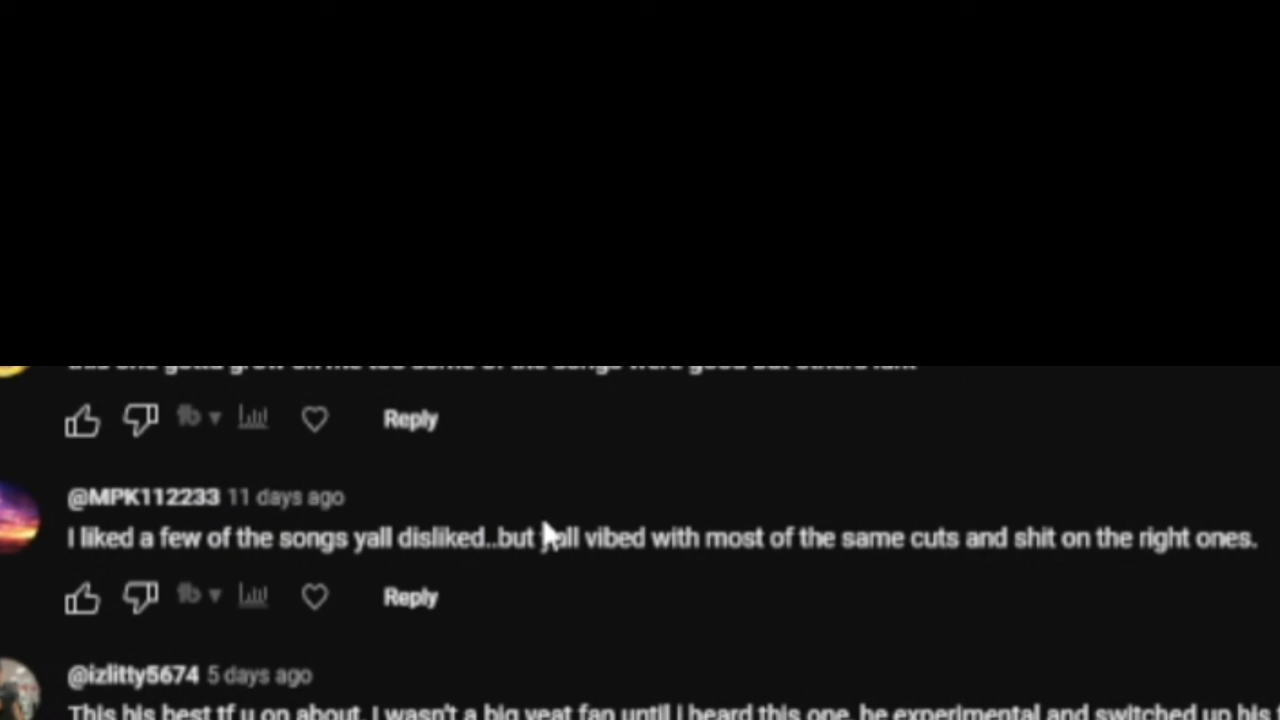 Reply
@MPK112233 11 days ago
I liked a few of the songs yall disliked..but yall vibed with most of the same cuts and shit on the right ones.
Reply
@izlitty5674 5 days ago
This his best tf u on about. I wasn't a big yeat fan until i heard this one, he experimental and switched up his